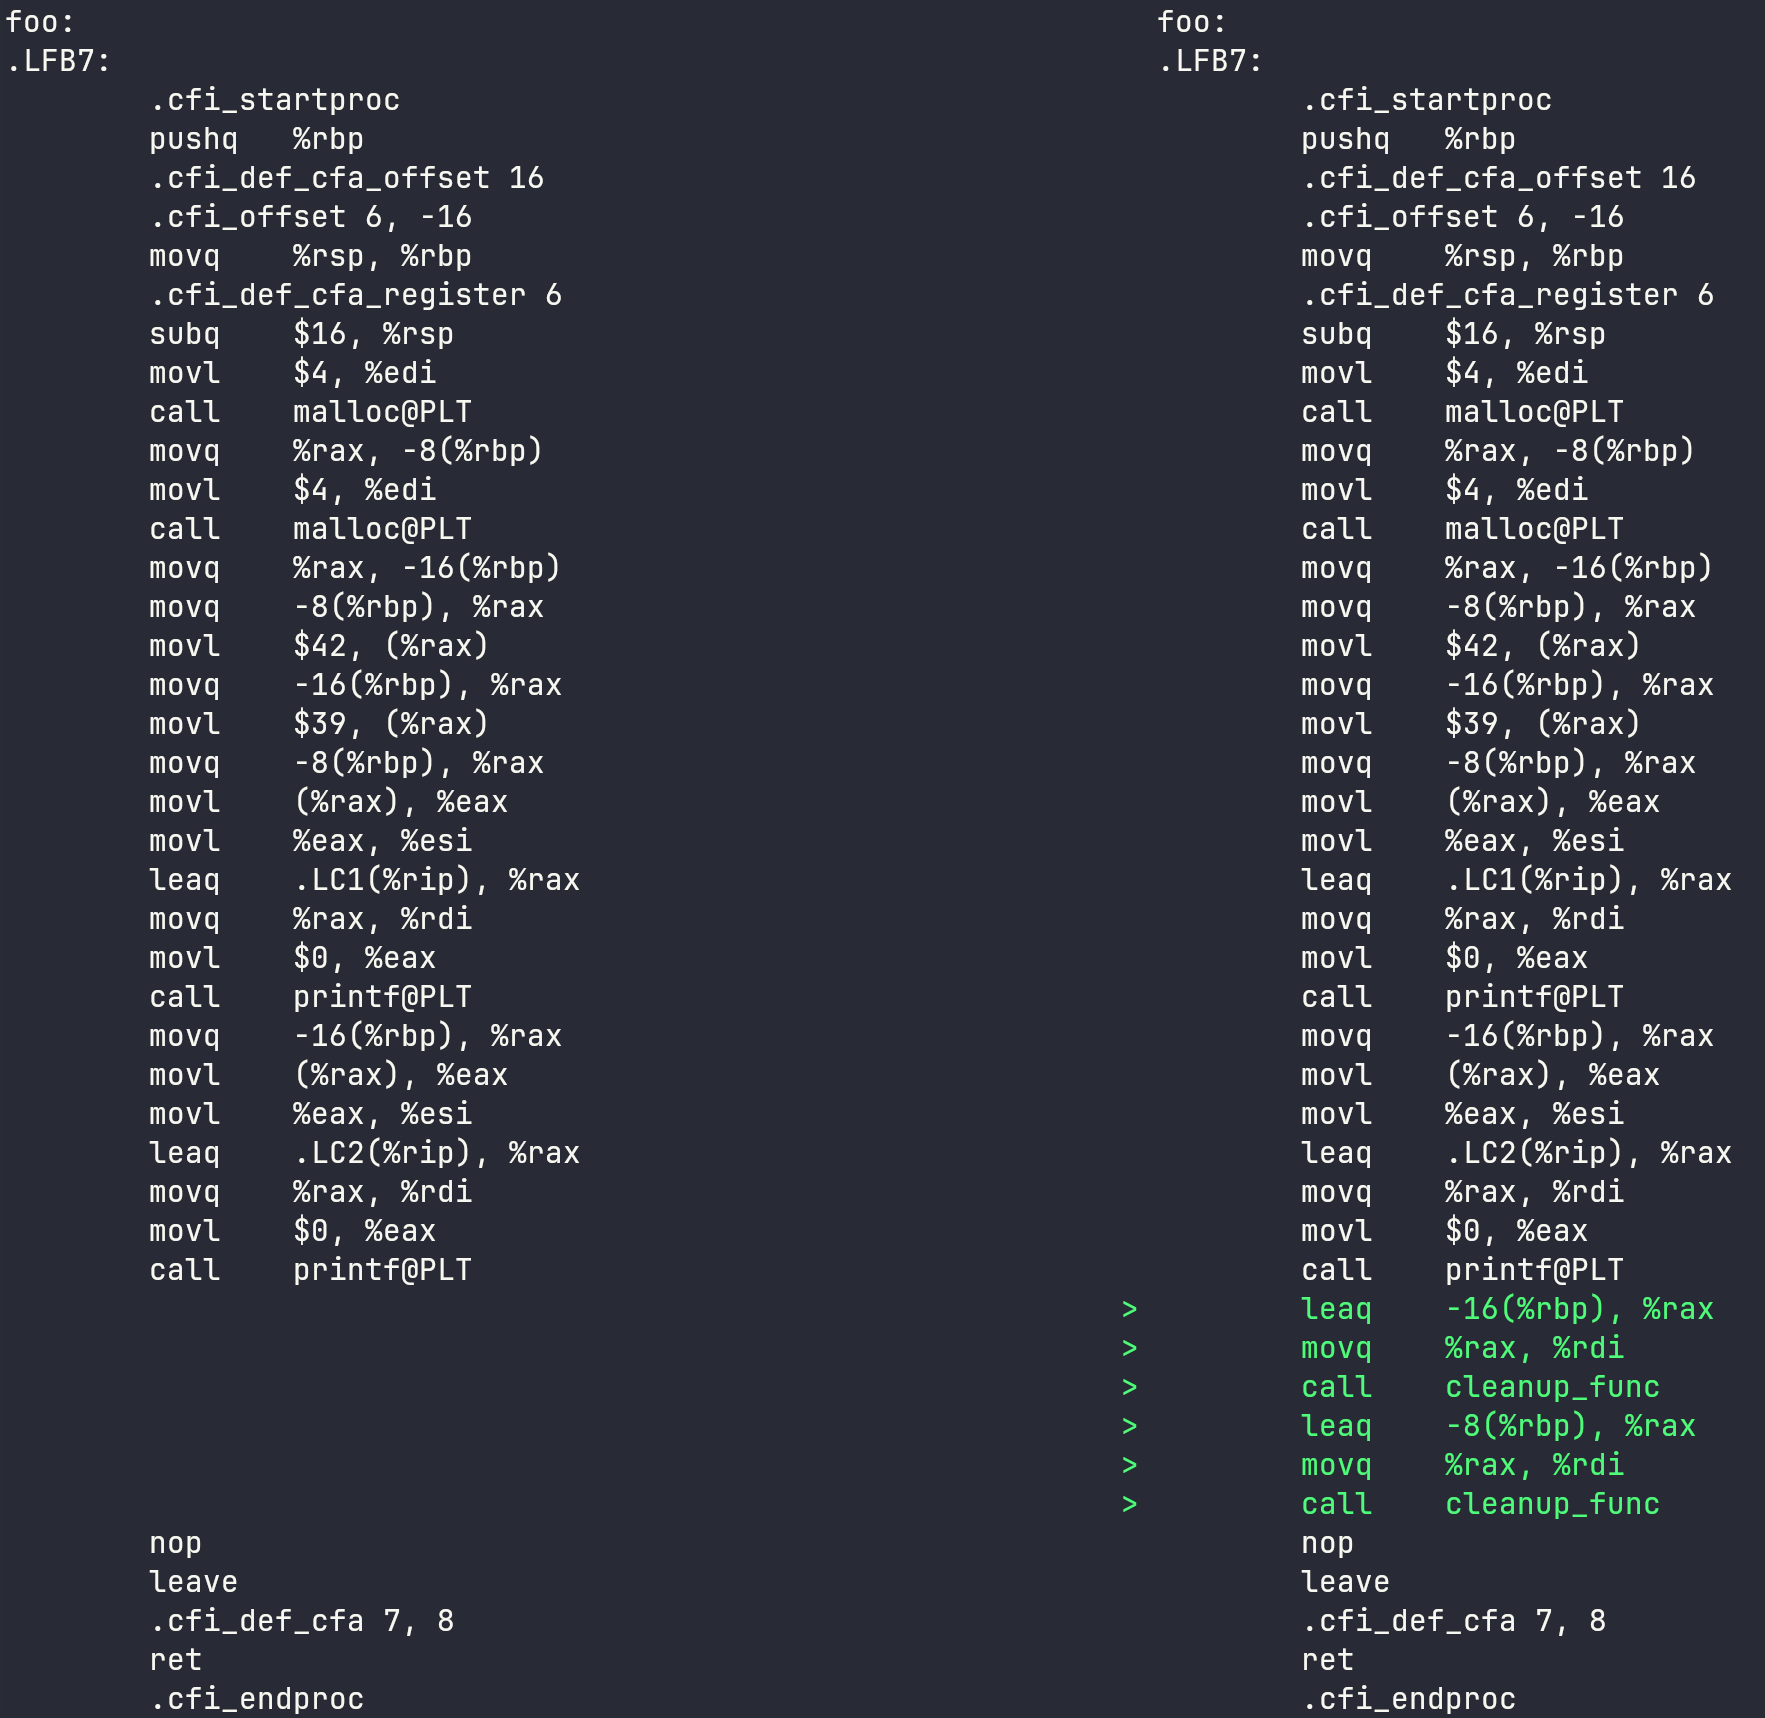 foo:                                                            foo:
.LFB7:                                                          .LFB7:
        .cfi_startproc                                                  .cfi_startproc
        pushq   %rbp                                                    pushq   %rbp
        .cfi_def_cfa_offset 16                                          .cfi_def_cfa_offset 16
        .cfi_offset 6, -16                                              .cfi_offset 6, -16
        movq    %rsp, %rbp                                              movq    %rsp, %rbp
        .cfi_def_cfa_register 6                                         .cfi_def_cfa_register 6
        subq    $16, %rsp                                               subq    $16, %rsp
        movl    $4, %edi                                                movl    $4, %edi
        call    malloc@PLT                                              call    malloc@PLT
        movq    %rax, -8(%rbp)                                          movq    %rax, -8(%rbp)
        movl    $4, %edi                                                movl    $4, %edi
        call    malloc@PLT                                              call    malloc@PLT
        movq    %rax, -16(%rbp)                                         movq    %rax, -16(%rbp)
        movq    -8(%rbp), %rax                                          movq    -8(%rbp), %rax
        movl    $42, (%rax)                                             movl    $42, (%rax)
        movq    -16(%rbp), %rax                                         movq    -16(%rbp), %rax
        movl    $39, (%rax)                                             movl    $39, (%rax)
        movq    -8(%rbp), %rax                                          movq    -8(%rbp), %rax
        movl    (%rax), %eax                                            movl    (%rax), %eax
        movl    %eax, %esi                                              movl    %eax, %esi
        leaq    .LC1(%rip), %rax                                        leaq    .LC1(%rip), %rax
        movq    %rax, %rdi                                              movq    %rax, %rdi
        movl    $0, %eax                                                movl    $0, %eax
        call    printf@PLT                                              call    printf@PLT
        movq    -16(%rbp), %rax                                         movq    -16(%rbp), %rax
        movl    (%rax), %eax                                            movl    (%rax), %eax
        movl    %eax, %esi                                              movl    %eax, %esi
        leaq    .LC2(%rip), %rax                                        leaq    .LC2(%rip), %rax
        movq    %rax, %rdi                                              movq    %rax, %rdi
        movl    $0, %eax                                                movl    $0, %eax
        call    printf@PLT                                              call    printf@PLT
                                                              >         leaq    -16(%rbp), %rax
                                                              >         movq    %rax, %rdi
                                                              >         call    cleanup_func
                                                              >         leaq    -8(%rbp), %rax
                                                              >         movq    %rax, %rdi
                                                              >         call    cleanup_func
        nop                                                             nop
        leave                                                           leave
        .cfi_def_cfa 7, 8                                               .cfi_def_cfa 7, 8
        ret                                                             ret
        .cfi_endproc                                                    .cfi_endproc